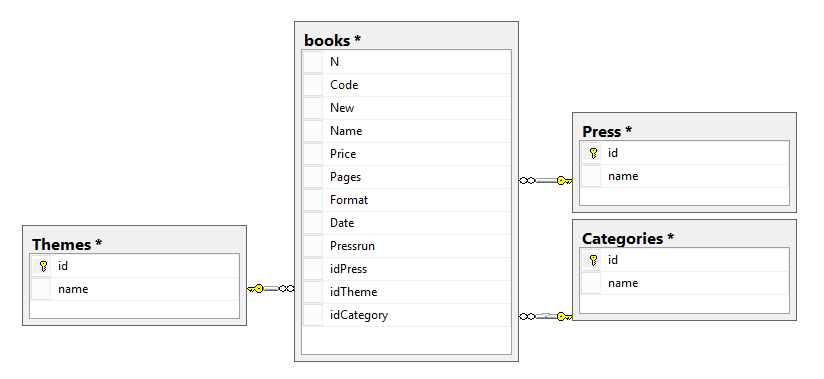 books *
N
Code
New
Name
Price
Pages
Format
Date
Pressrun
idPress
idTheme
idCategory
Themes *
id
name
Press *
id
name
Categories *
id
name